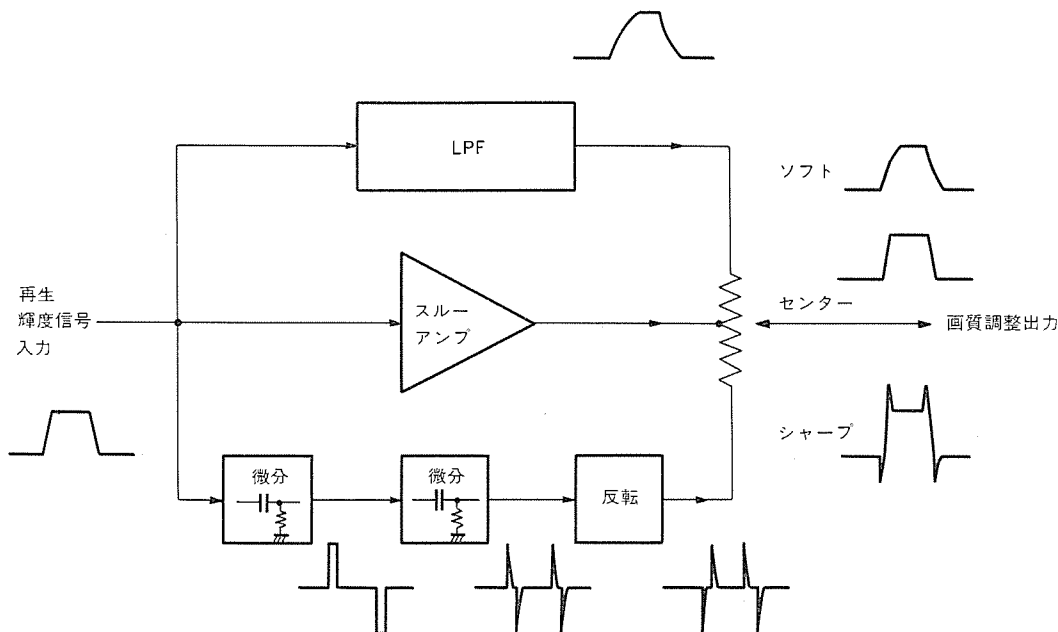 LPF
ソフト
再生
輝度信号
入力
スルー
アンプ
センター
画質調整出力
シャープ
微分
微分
反転